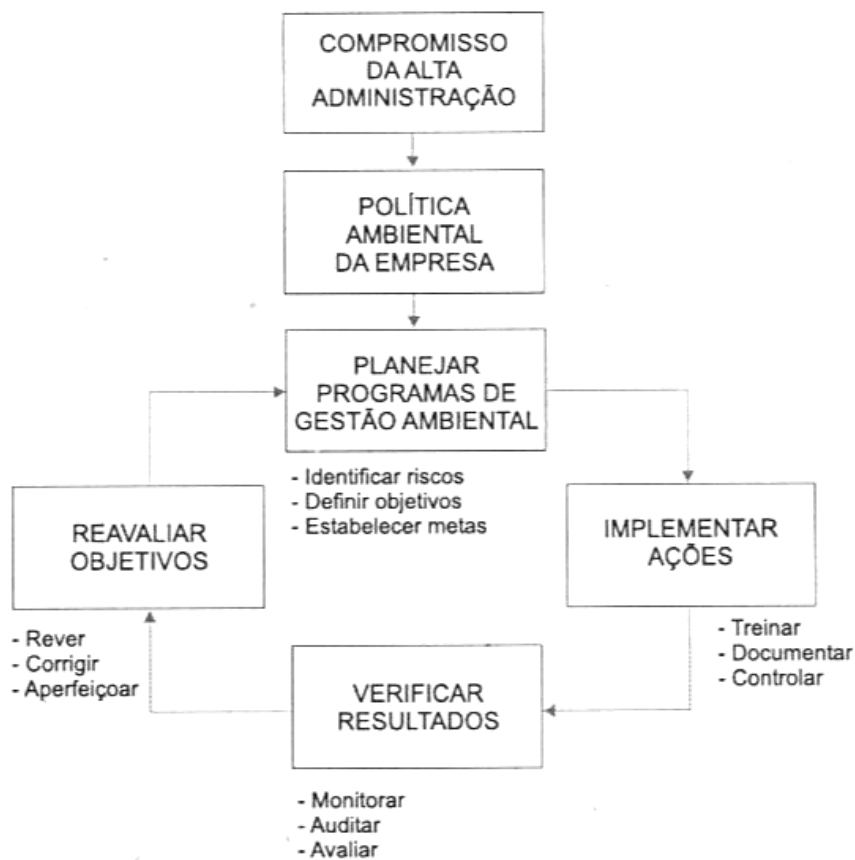 COMPROMISSO
DA ALTA
ADMINISTRAÇÃO
POLÍTICA
AMBIENTAL
DA EMPRESA
PLANEJAR
PROGRAMAS DE
GESTÃO AMBIENTAL
- Identificar riscos
- Definir objetivos
- Estabelecer metas
IMPLEMENTAR
AÇÕES
- Treinar
- Documentar
- Controlar
VERIFICAR
RESULTADOS
- Monitorar
- Auditar
- Avaliar
REAVALIAR
OBJETIVOS
- Rever
- Corrigir
- Aperfeiçoar